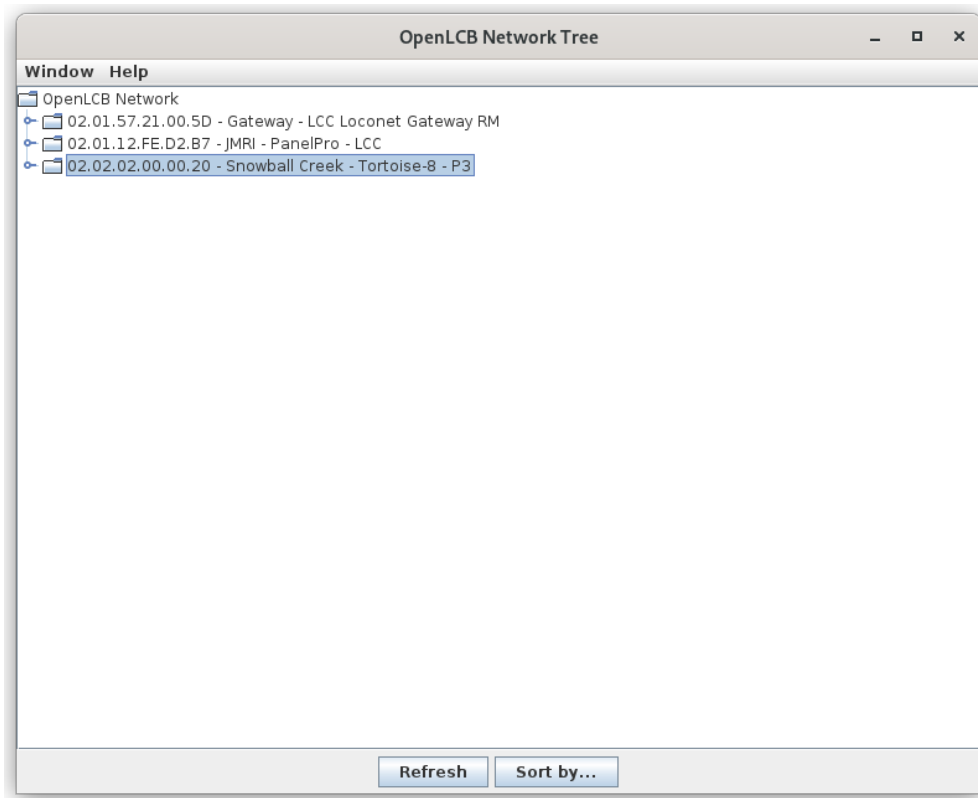 OpenLCB Network Tree
Window Help
OpenLCB Network
02.01.57.21.00.5D - Gateway - LCC Loconet Gateway RM
02.01.12.FE.D2.B7 - JMRI - PanelPro - LCC
02.02.02.00.00.20 - Snowball Creek - Tortoise-8 - P3
Refresh Sort by...